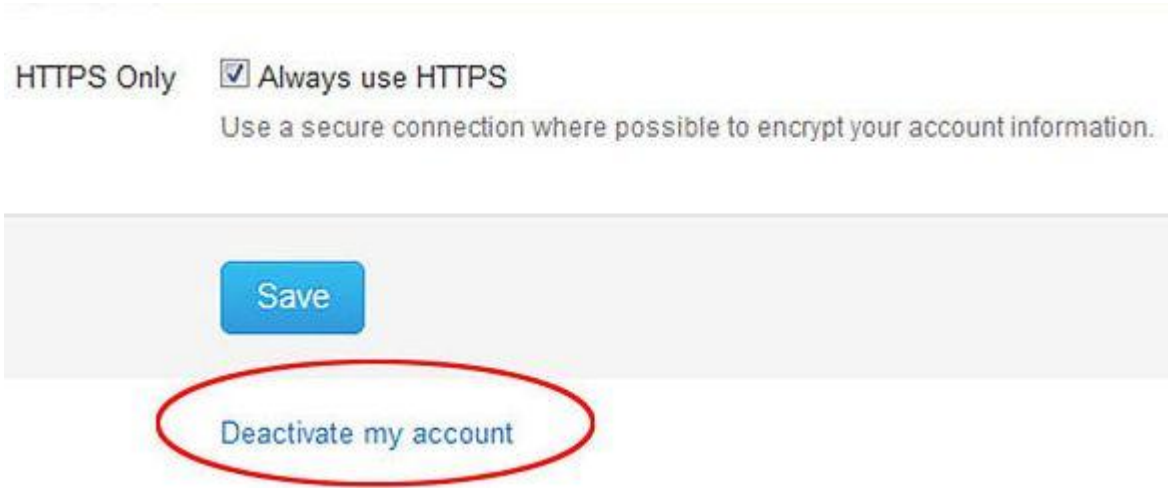 HTTPS Only Always use HTTPS
Use a secure connection where possible to encrypt your account information.
Save
Deactivate my account